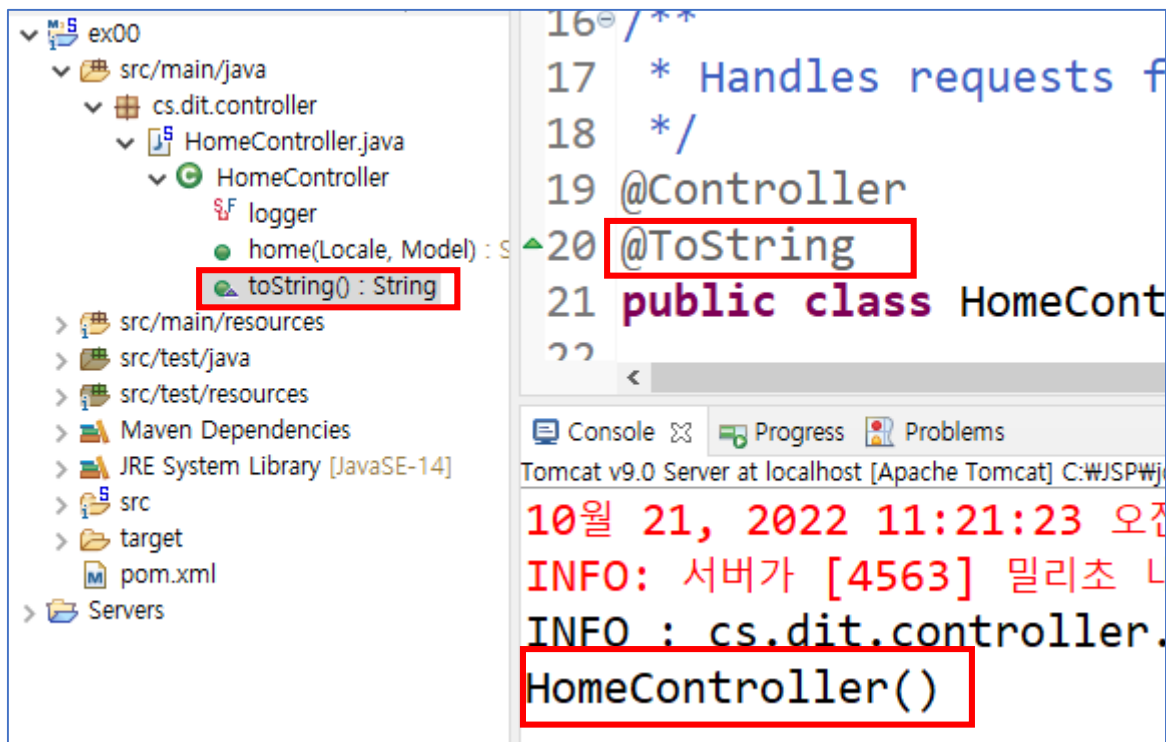 ex00
src/main/java
cs.dit.controller
HomeController.java
HomeController
logger
home(Locale, Model) : S
toString() : String
src/main/resources
src/test/java
src/test/resources
Maven Dependencies
JRE System Library [JavaSE-14]
src
target
pom.xml
Servers
16 /**
17 * Handles requests f
18 */
19 @Controller
20 @ToString
21 public class HomeCont
22
Console Progress Problems
Tomcat v9.0 Server at localhost [Apache Tomcat] C:₩JSP₩j
10월 21, 2022 11:21:23 오전
INFO: 서버가 [4563] 밀리초 
INFO : cs.dit.controller.
HomeController()